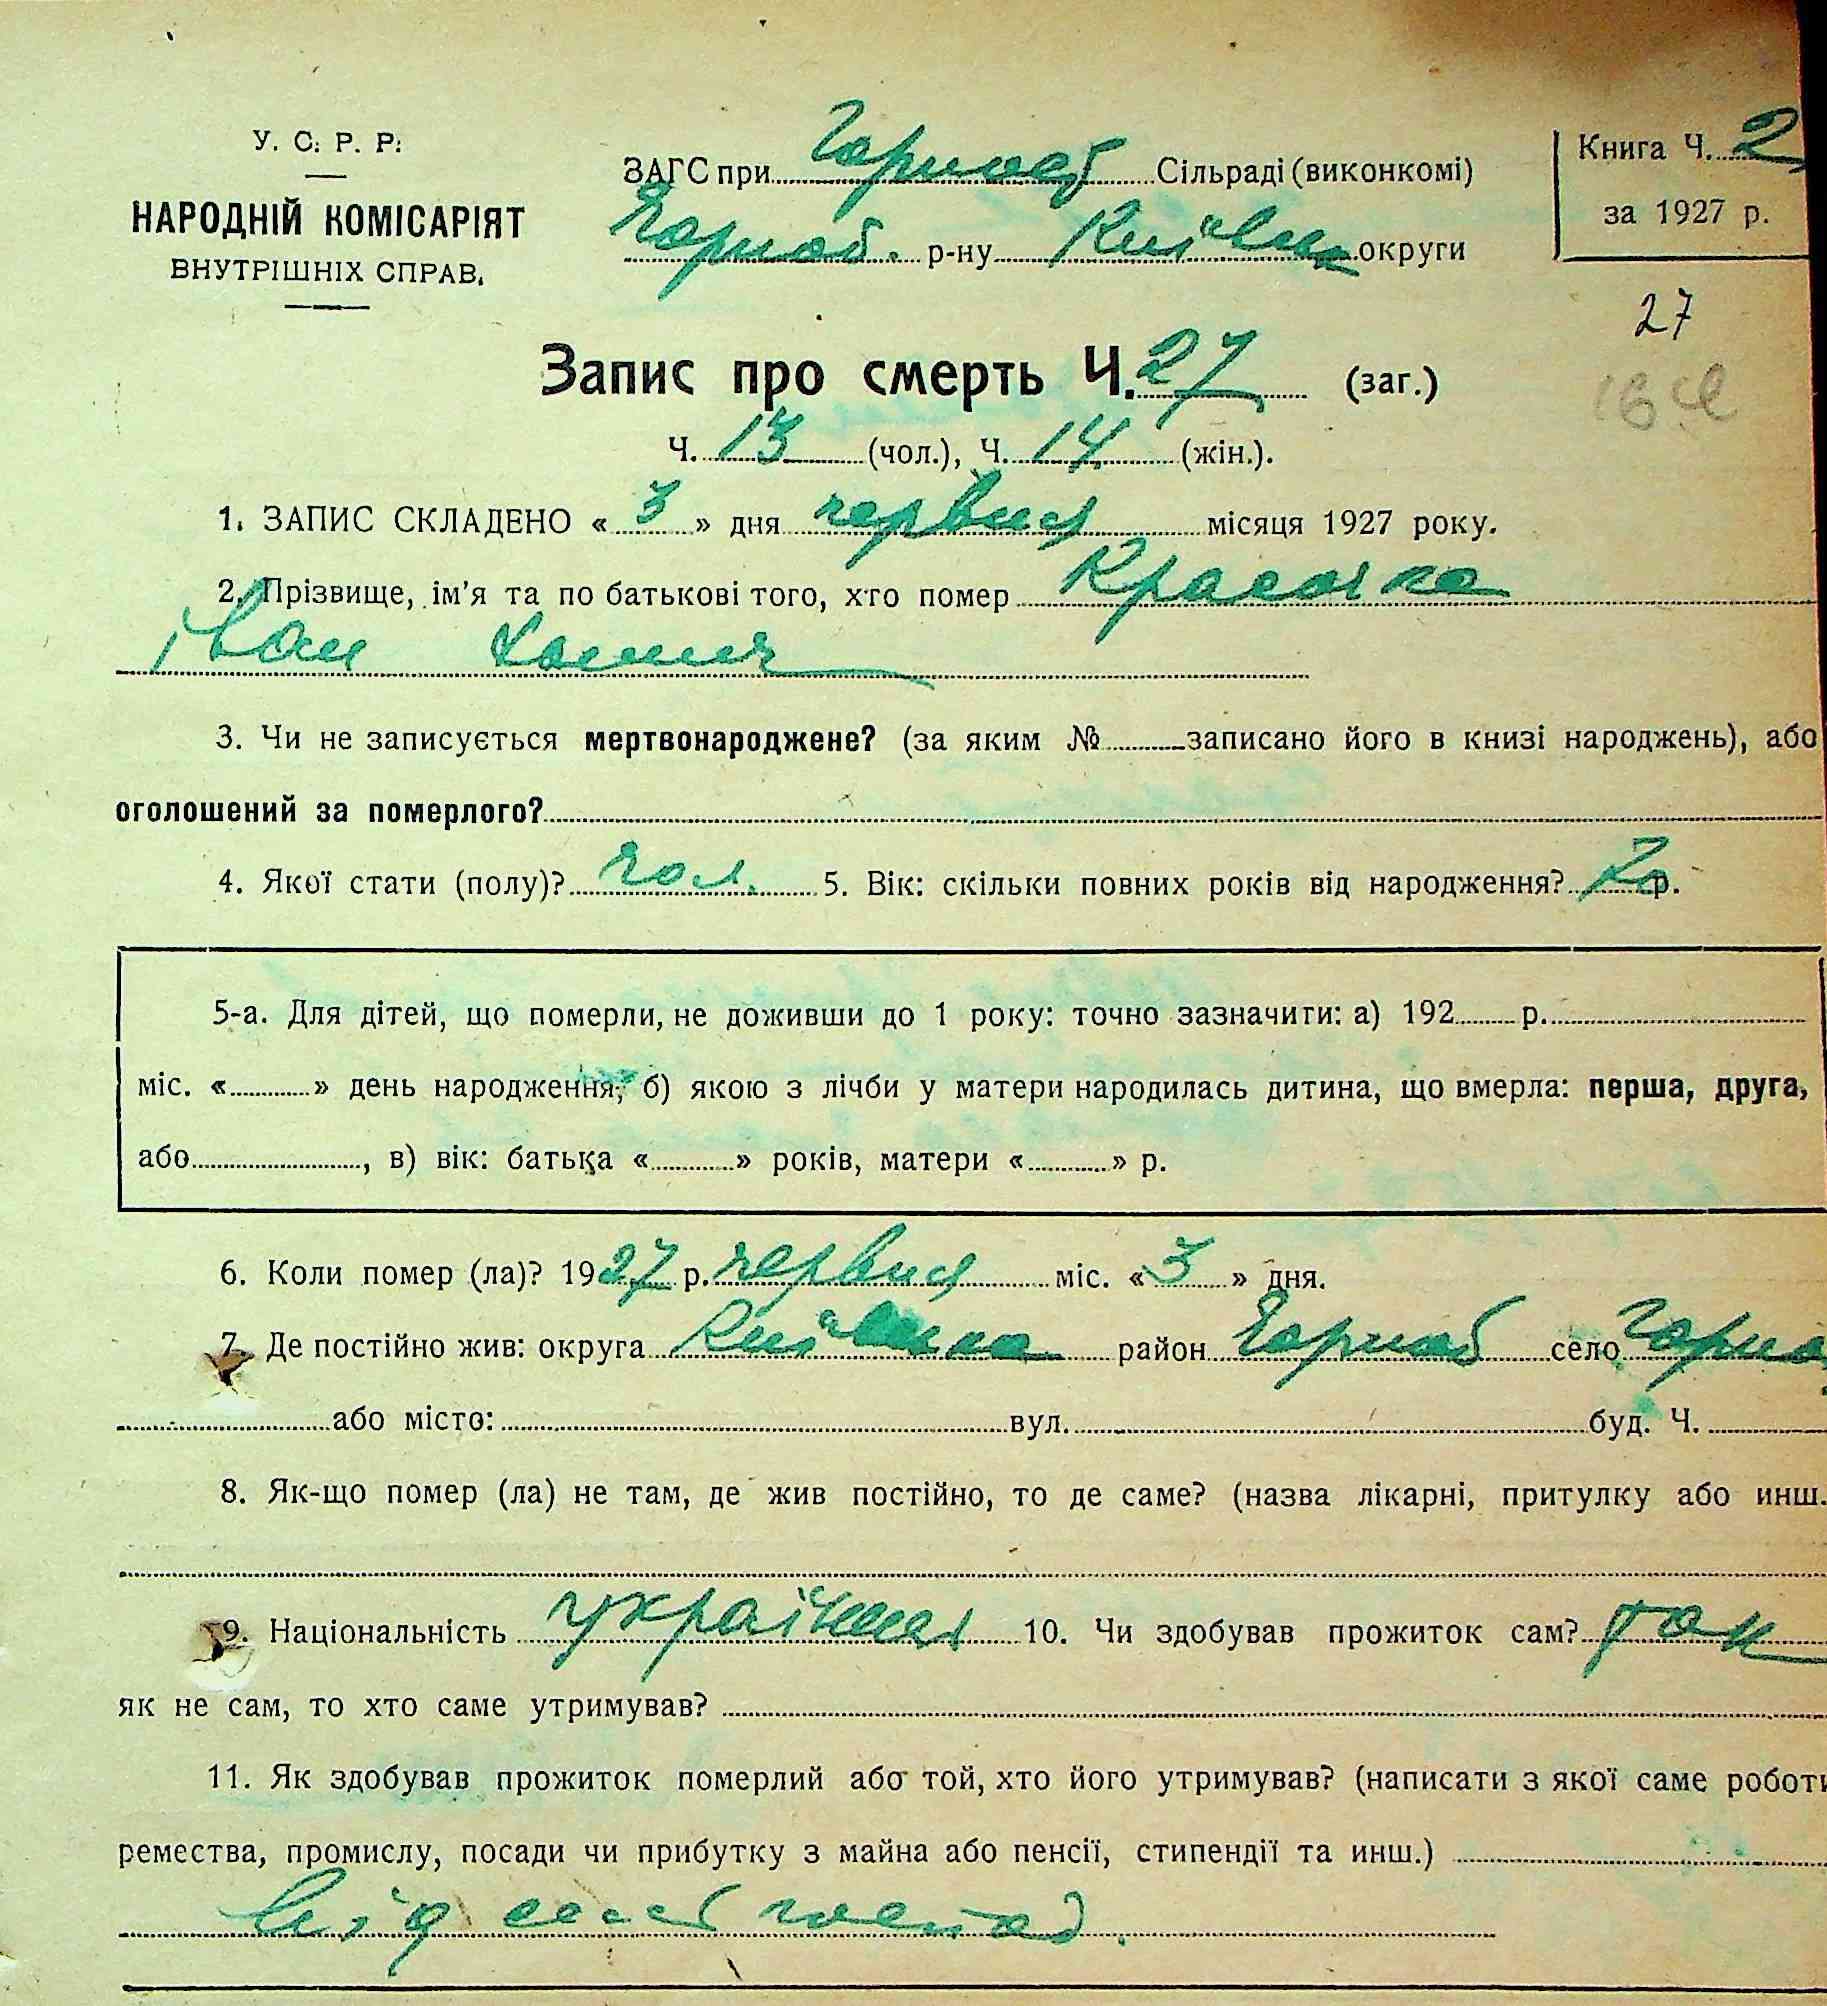 У. С. Р. Р.
НАРОДНІЙ КОМІСАРІЯТ
ВНУТРІШНІХ СПРАВ.
ЗАГС при Сільраді (виконкомі)
р-ну округи
Книга Ч. 2
за 1927 р.
27
Запис про смерть Ч. 27 (заг.)
Ч. 13 (чол.), Ч. 14 (жін.).
1. ЗАПИС СКЛАДЕНО « 3 » дня червня місяця 1927 року.
2. Прізвище, ім'я та по батькові того, хто помер
Іван
3. Чи не записується мертвонароджене? (за яким № записано його в книзі народжень), або
оголошений за померлого?
4. Якої стати (полу)? чол. 5. Вік: скільки повних років від народження? 70 р.
5-а. Для дітей, що померли, не доживши до 1 року: точно зазначити: а) 192 р.
міс. « » день народження; б) якою з лічби у матери народилась дитина, що вмерла: перша, друга,
або , в) вік: батька « » років, матери « » р.
6. Коли помер (ла)? 1927 р. червня міс. « 3 » дня.
7. Де постійно жив: округа район село
або місто: вул. буд. Ч.
8. Як-що помер (ла) не там, де жив постійно, то де саме? (назва лікарні, притулку або инш.
9. Національність 10. Чи здобував прожиток сам? так
як не сам, то хто саме утримував?
11. Як здобував прожиток померлий або той, хто його утримував? (написати з якої саме роботи
ремества, промислу, посади чи прибутку з майна або пенсії, стипендії та инш.)
від